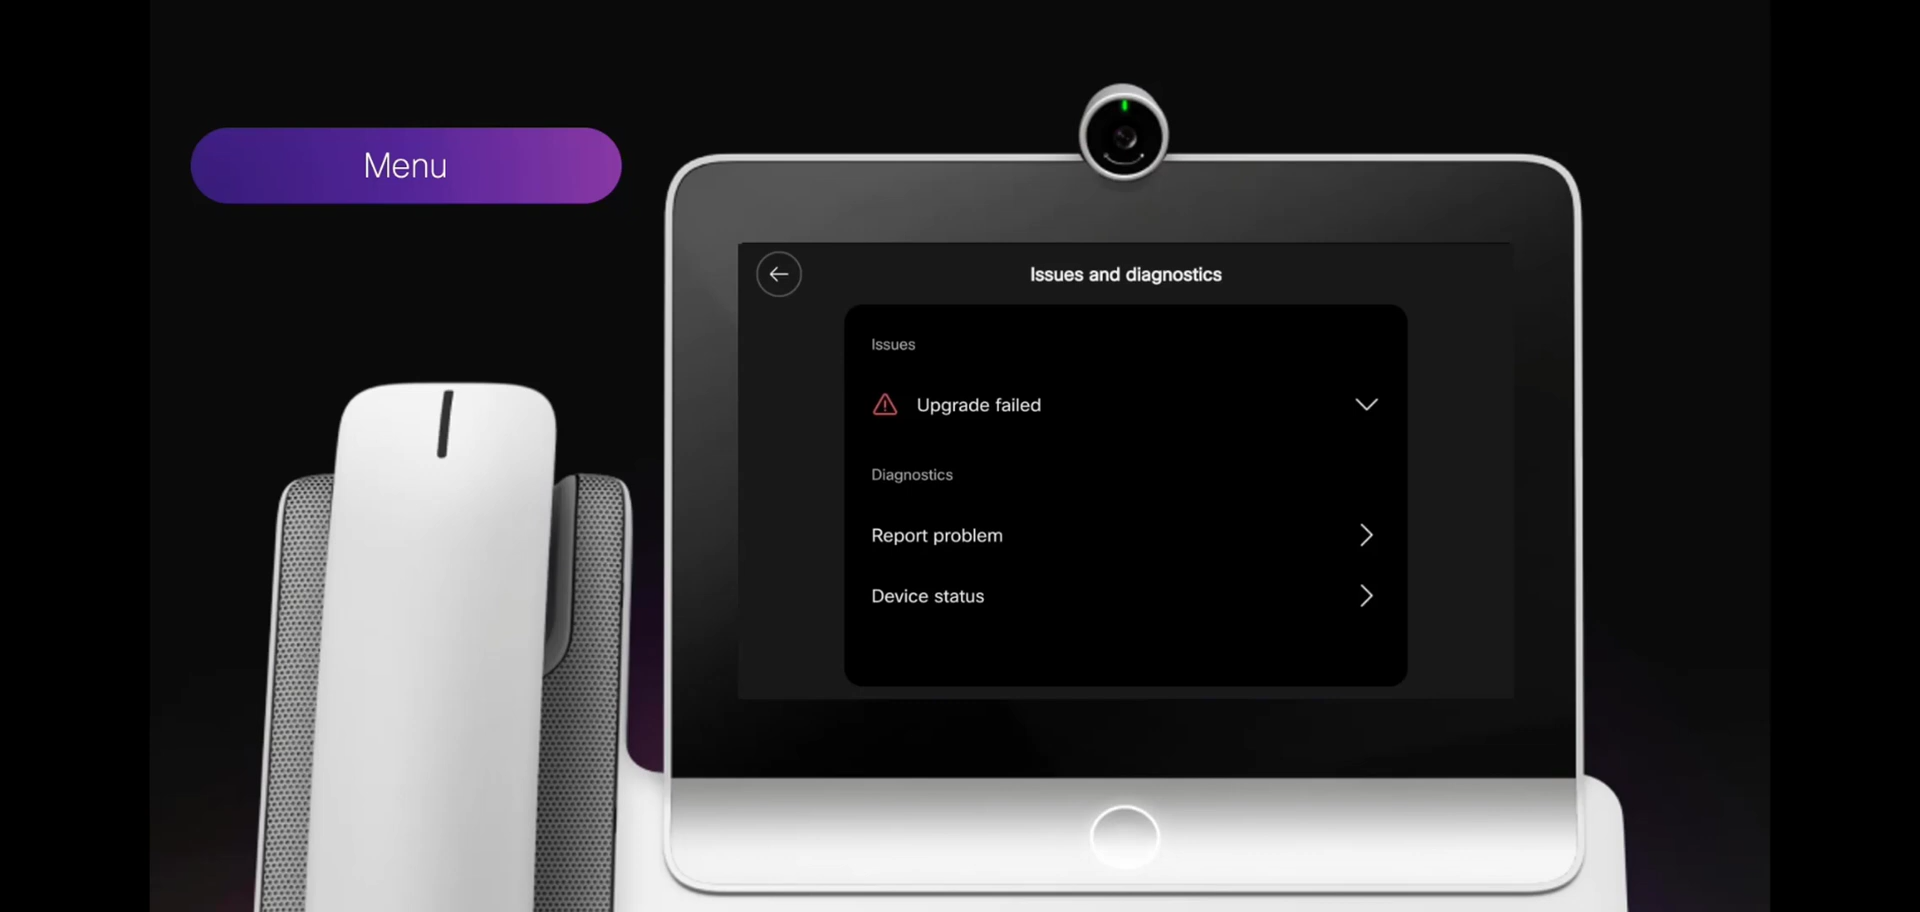 Menu
Issues and diagnostics
Issues
Upgrade failed
Diagnostics
Report problem
Device status